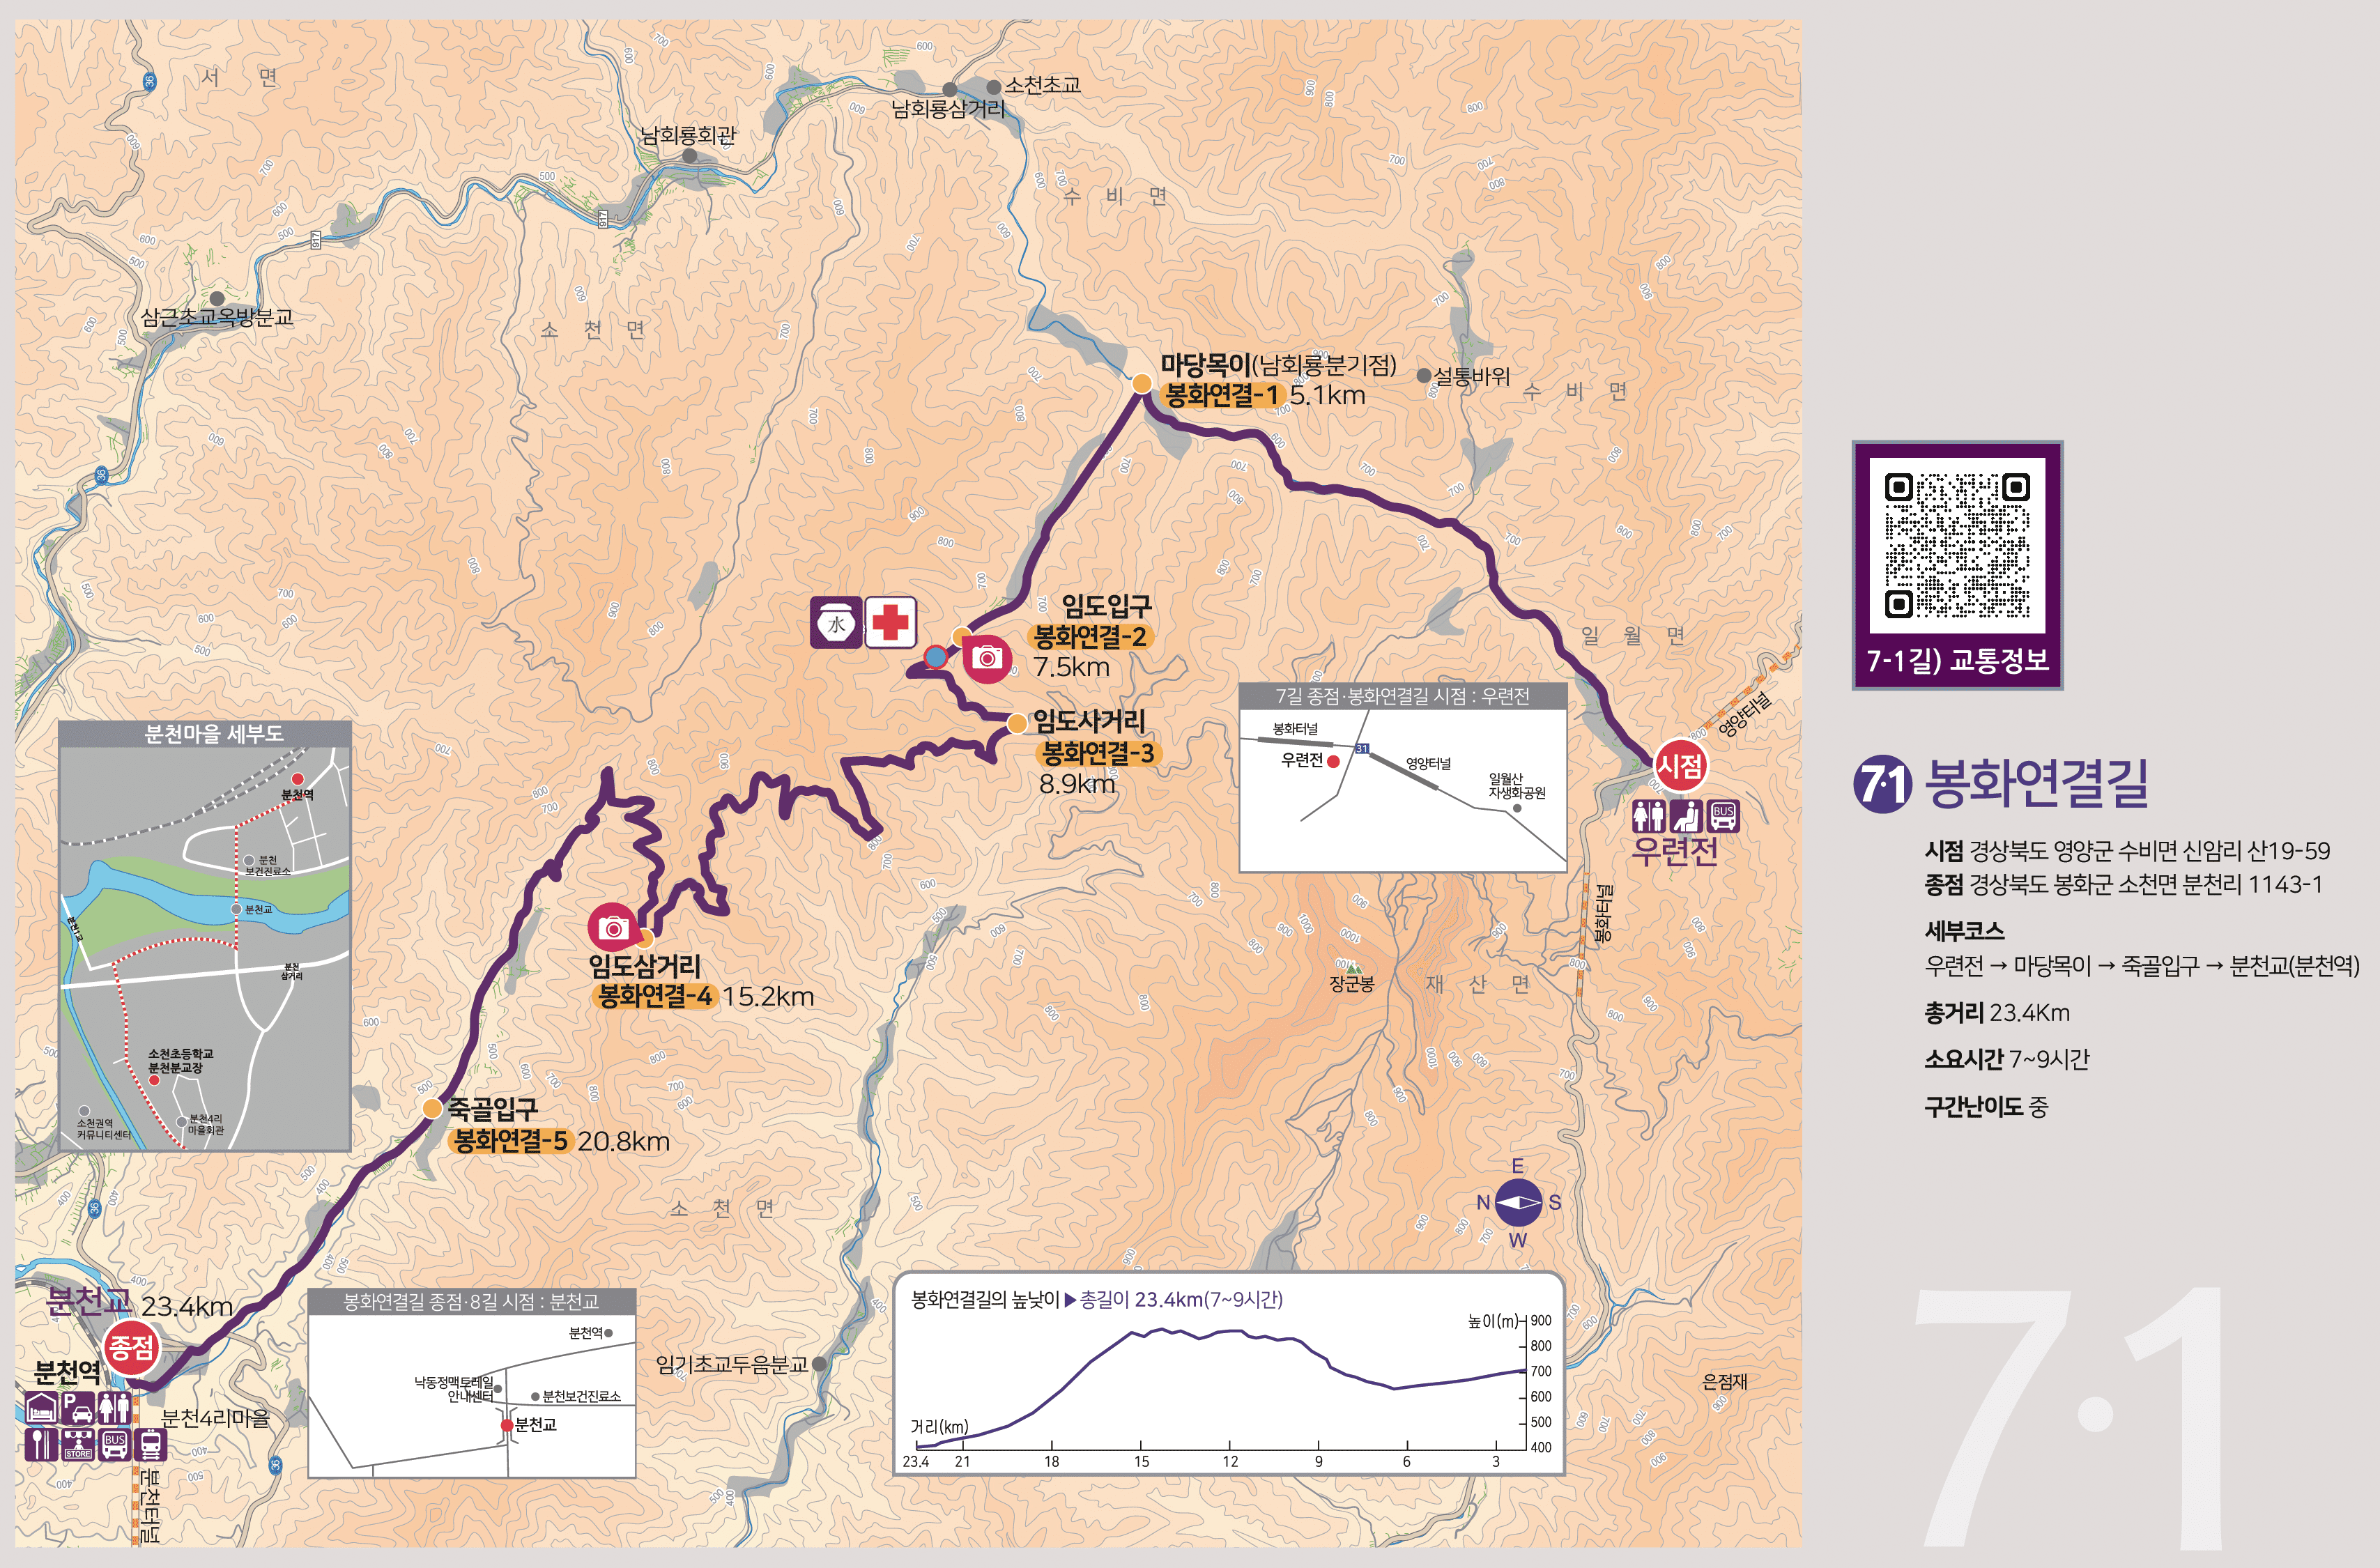 서 면
소천초교
남회룡삼거리
남회룡회관
수 비 면
917
917
36
삼근초교옥방분교
소 천 면
마당목이(남회룡분기점)
봉화연결-1 5.1km
설통바위
수 비 면
36
水
임도입구
봉화연결-2
7.5km
일 월 면
임도사거리
봉화연결-3
8.9km
영양터널
시점
BUS
우련전
봉화터널
7길 종점·봉화연결길 시점 : 우련전
봉화터널
31
우련전
영양터널
일월산
자생화공원
분천마을 세부도
분천역
분천
보건진료소
분천교
분천1교
분천
삼거리
소천초등학교
분천분교장
분천4리
마을회관
소천권역
커뮤니티센터
임도삼거리
봉화연결-4 15.2km
장군봉
재 산 면
죽골입구
봉화연결-5 20.8km
소 천 면
36
E
N S
W
분천교 23.4km
종점
분천역
P
STORE
BUS
분천4리마을
분천터널
36
봉화연결길 종점·8길 시점 : 분천교
분천역
낙동정맥트레일
안내센터
분천보건진료소
분천교
임기초교두음분교
은점재
봉화연결길의 높낮이 ▶ 총길이 23.4km(7~9시간)
높이(m)
900
800
700
600
500
400
거리(km)
23.4 21 18 15 12 9 6 3
7-1길) 교통정보
7·1 봉화연결길
시점 경상북도 영양군 수비면 신암리 산19-59
종점 경상북도 봉화군 소천면 분천리 1143-1
세부코스
우련전 → 마당목이 → 죽골입구 → 분천교(분천역)
총거리 23.4Km
소요시간 7~9시간
구간난이도 중
7·1